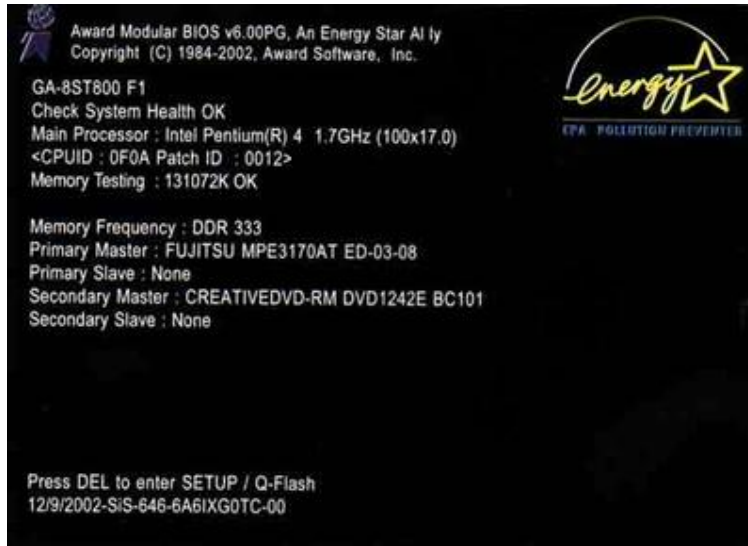 Award Modular BIOS v6.00PG, An Energy Star Al ly
Copyright (C) 1984-2002, Award Software, Inc.
energy
EPA POLLUTION PREVENTER
GA-8ST800 F1
Check System Health OK
Main Processor : Intel Pentium(R) 4 1.7GHz (100x17.0)
<CPUID : 0F0A Patch ID : 0012>
Memory Testing : 131072K OK
Memory Frequency : DDR 333
Primary Master : FUJITSU MPE3170AT ED-03-08
Primary Slave : None
Secondary Master : CREATIVEDVD-RM DVD1242E BC101
Secondary Slave : None
Press DEL to enter SETUP / Q-Flash
12/9/2002-SiS-646-6A6IXG0TC-00